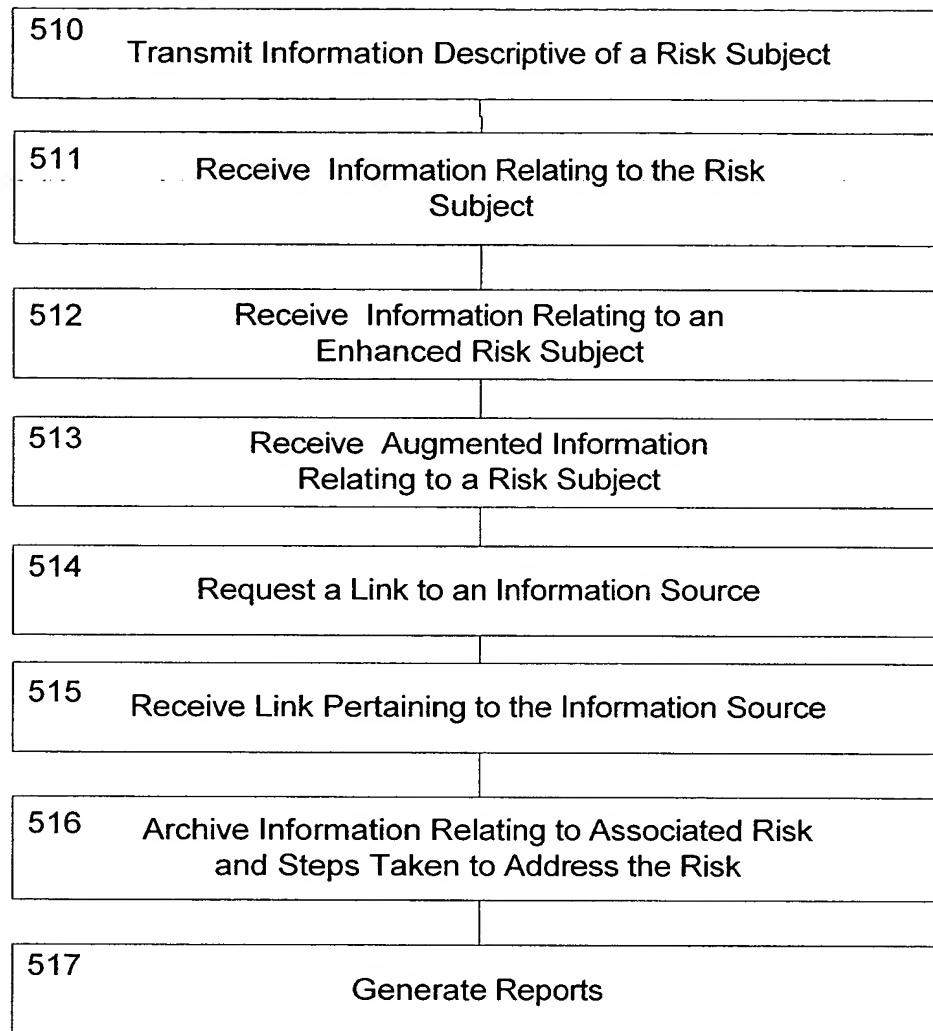 510
Transmit Information Descriptive of a Risk Subject
511
Receive Information Relating to the Risk
Subject
512
Receive Information Relating to an
Enhanced Risk Subject
513
Receive Augmented Information
Relating to a Risk Subject
514
Request a Link to an Information Source
515
Receive Link Pertaining to the Information Source
516
Archive Information Relating to Associated Risk
and Steps Taken to Address the Risk
517
Generate Reports